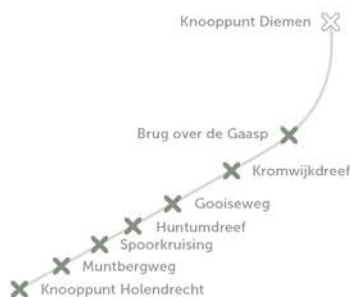 Knooppunt Diemen
Brug over de Gaasp
Kromwijkdreef
Gooiseweg
Huntumdreef
Spoorkruising
Muntbergweg
Knooppunt Holendrecht